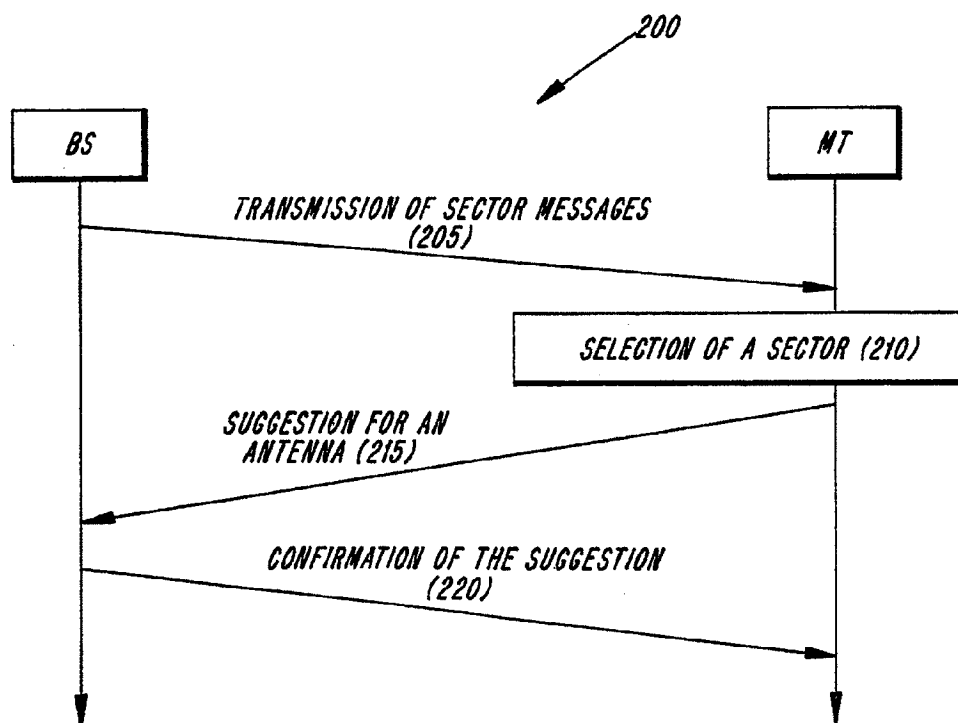 200
BS
MT
TRANSMISSION OF SECTOR MESSAGES
(205)
SELECTION OF A SECTOR (210)
SUGGESTION FOR AN
ANTENNA (215)
CONFIRMATION OF THE SUGGESTION
(220)